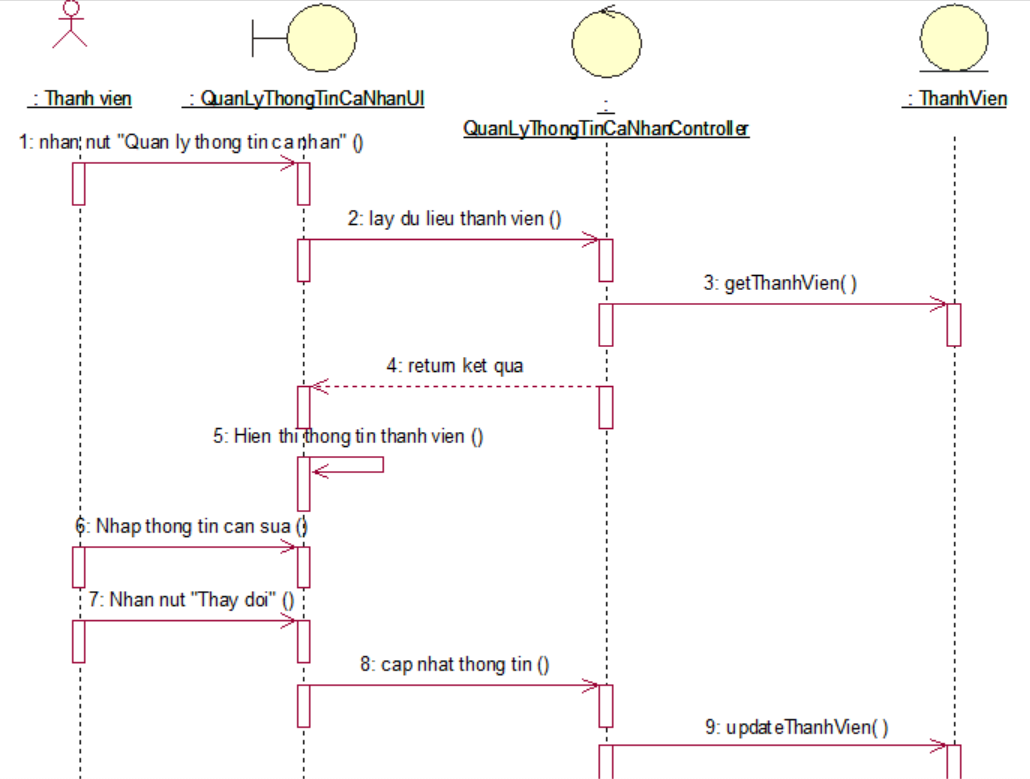 : Thanh vien
: QuanLyThongTinCaNhanUI
:
QuanLyThongTinCaNhanController
: ThanhVien
1: nhan nut "Quan ly thong tin ca nhan" ()
2: lay du lieu thanh vien ()
3: getThanhVien( )
4: return ket qua
5: Hien thi thong tin thanh vien ()
6: Nhap thong tin can sua ()
7: Nhan nut "Thay doi" ()
8: cap nhat thong tin ()
9: updateThanhVien( )